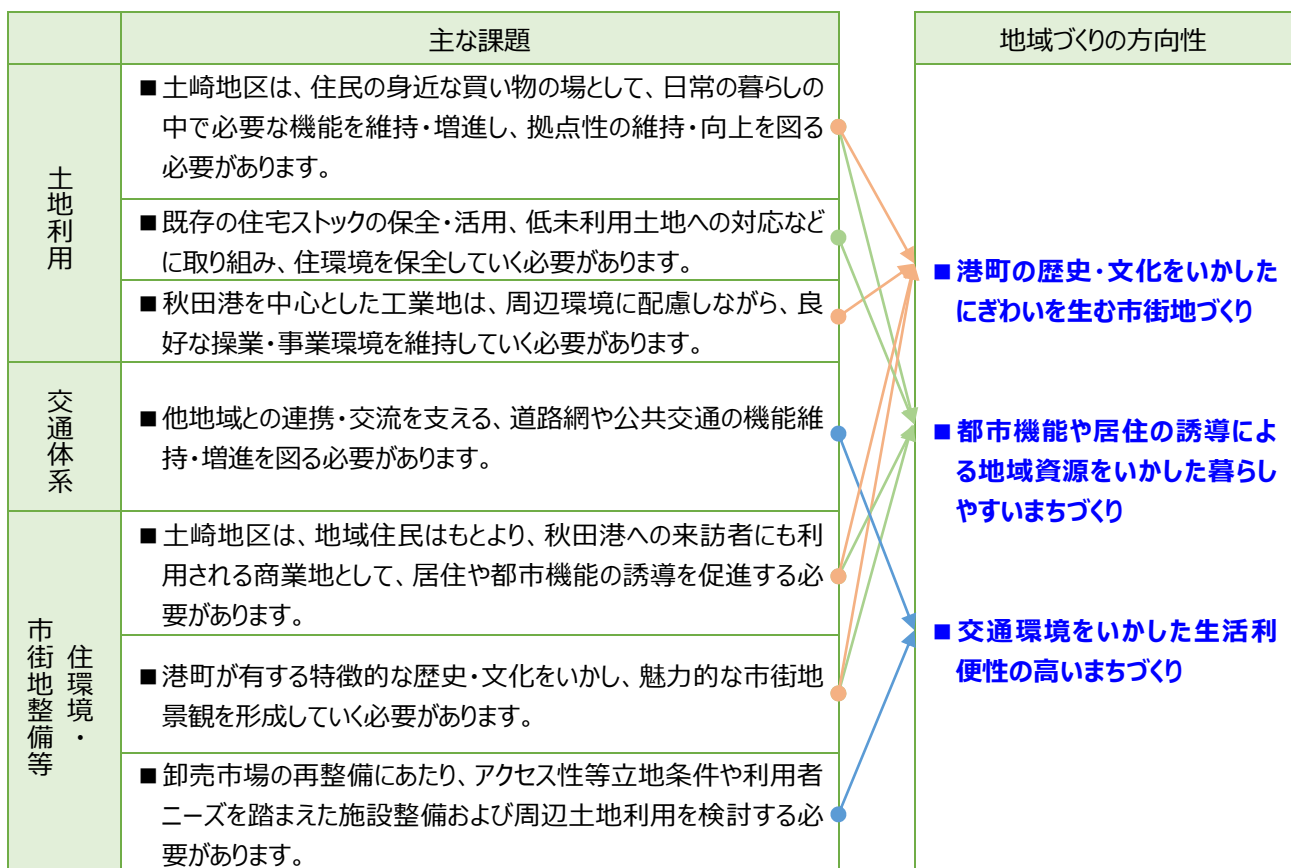 主な課題
土地利用
■土崎地区は、住民の身近な買い物の場として、日常の暮らしの
中で必要な機能を維持・増進し、拠点性の維持・向上を図る
必要があります。
■既存の住宅ストックの保全・活用、低未利用土地への対応など
に取り組み、住環境を保全していく必要があります。
■秋田港を中心とした工業地は、周辺環境に配慮しながら、良
好な操業・事業環境を維持していく必要があります。
交通体系
■他地域との連携・交流を支える、道路網や公共交通の機能維
持・増進を図る必要があります。
住環境・
市街地整備等
■土崎地区は、地域住民はもとより、秋田港への来訪者にも利
用される商業地として、居住や都市機能の誘導を促進する必
要があります。
■港町が有する特徴的な歴史・文化をいかし、魅力的な市街地
景観を形成していく必要があります。
■卸売市場の再整備にあたり、アクセス性等立地条件や利用者
ニーズを踏まえた施設整備および周辺土地利用を検討する必
要があります。
地域づくりの方向性
■港町の歴史・文化をいかした
にぎわいを生む市街地づくり
■都市機能や居住の誘導によ
る地域資源をいかした暮らし
やすいまちづくり
■交通環境をいかした生活利
便性の高いまちづくり